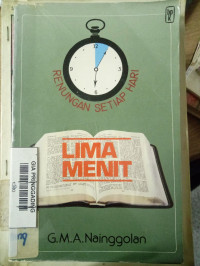 RENUNGAN SETIAP HARI
LIMA
MENIT
G.M.A.Nainggolan